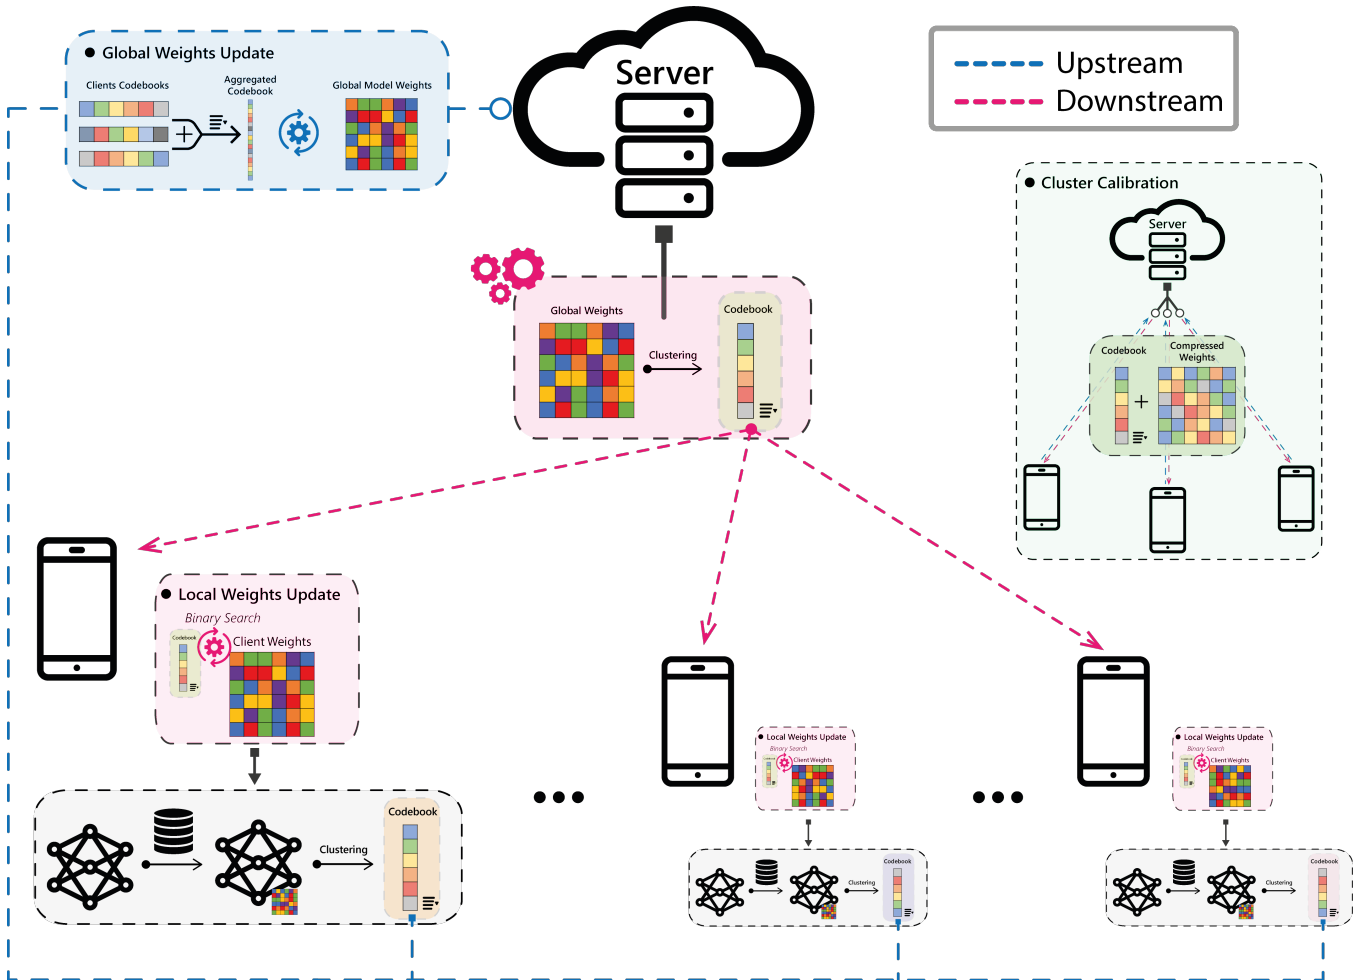 Global Weights Update
Clients Codebooks
Aggregated
Codebook
Global Model Weights
Server
Upstream
Downstream
Cluster Calibration
Server
Codebook
Compressed
Weights
Global Weights
Clustering
Codebook
Local Weights Update
Binary Search
Codebook
Client Weights
Clustering
Codebook
Local Weights Update
Binary Search
Codebook
Client Weights
Clustering
Codebook
Local Weights Update
Binary Search
Codebook
Client Weights
Clustering
Codebook